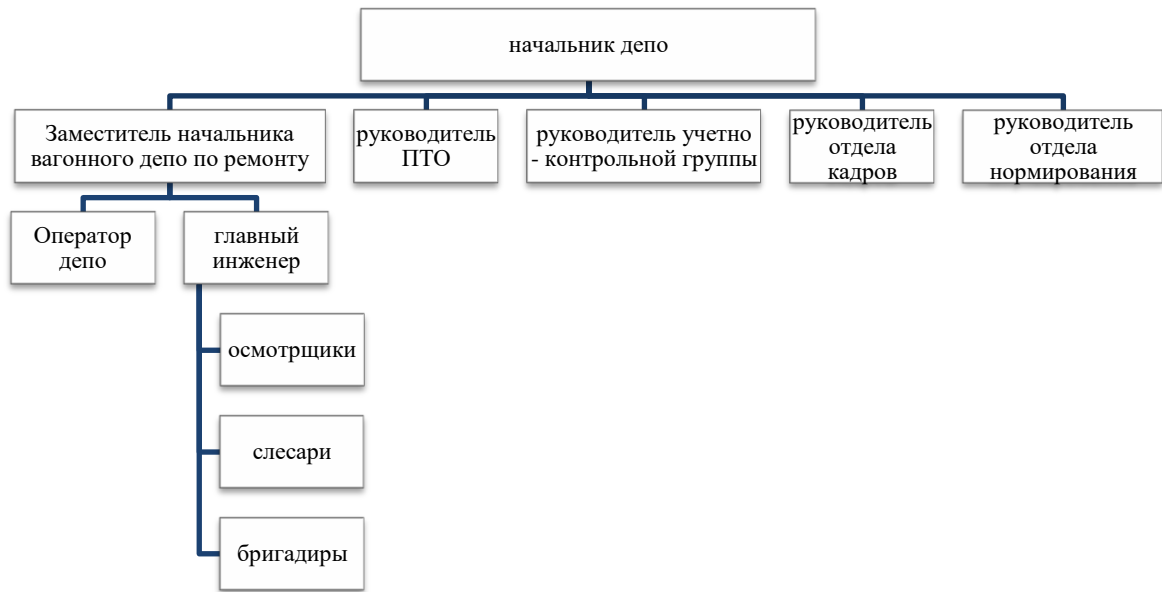 начальник депо
Заместитель начальника
вагонного депо по ремонту
руководитель
ПТО
руководитель учетно
- контрольной группы
руководитель
отдела
кадров
руководитель
отдела
нормирования
Оператор
депо
главный
инженер
осмотрщики
слесари
бригадиры